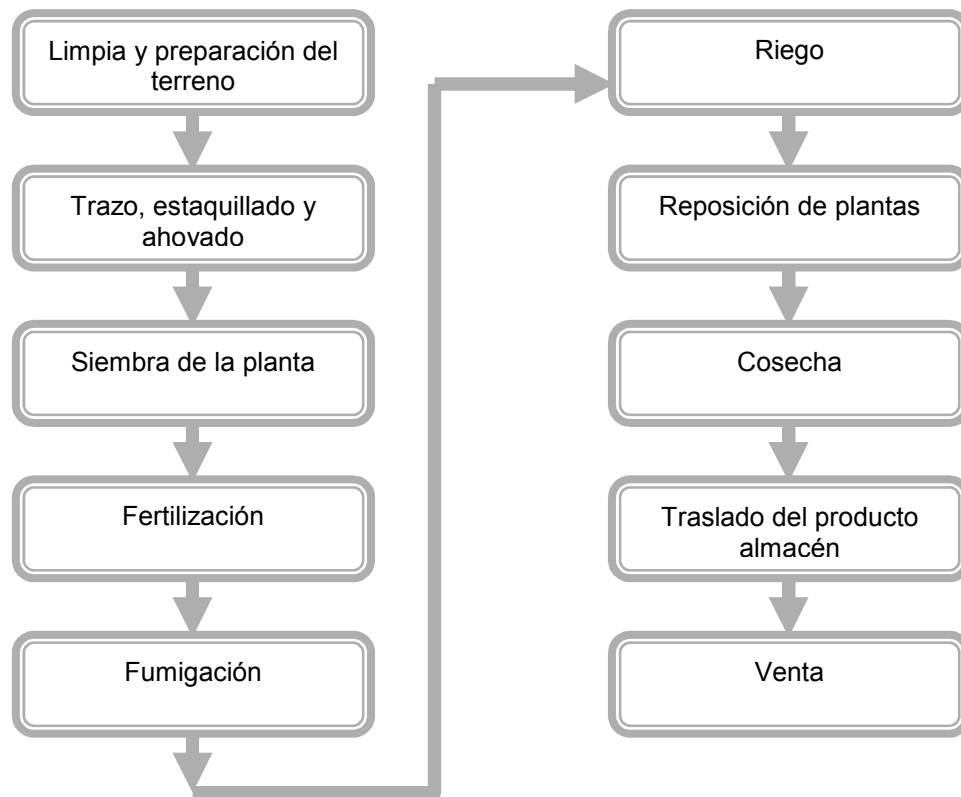 Limpia y preparación del
terreno
Trazo, estaquillado y
ahovado
Siembra de la planta
Fertilización
Fumigación
Riego
Reposición de plantas
Cosecha
Traslado del producto
almacén
Venta